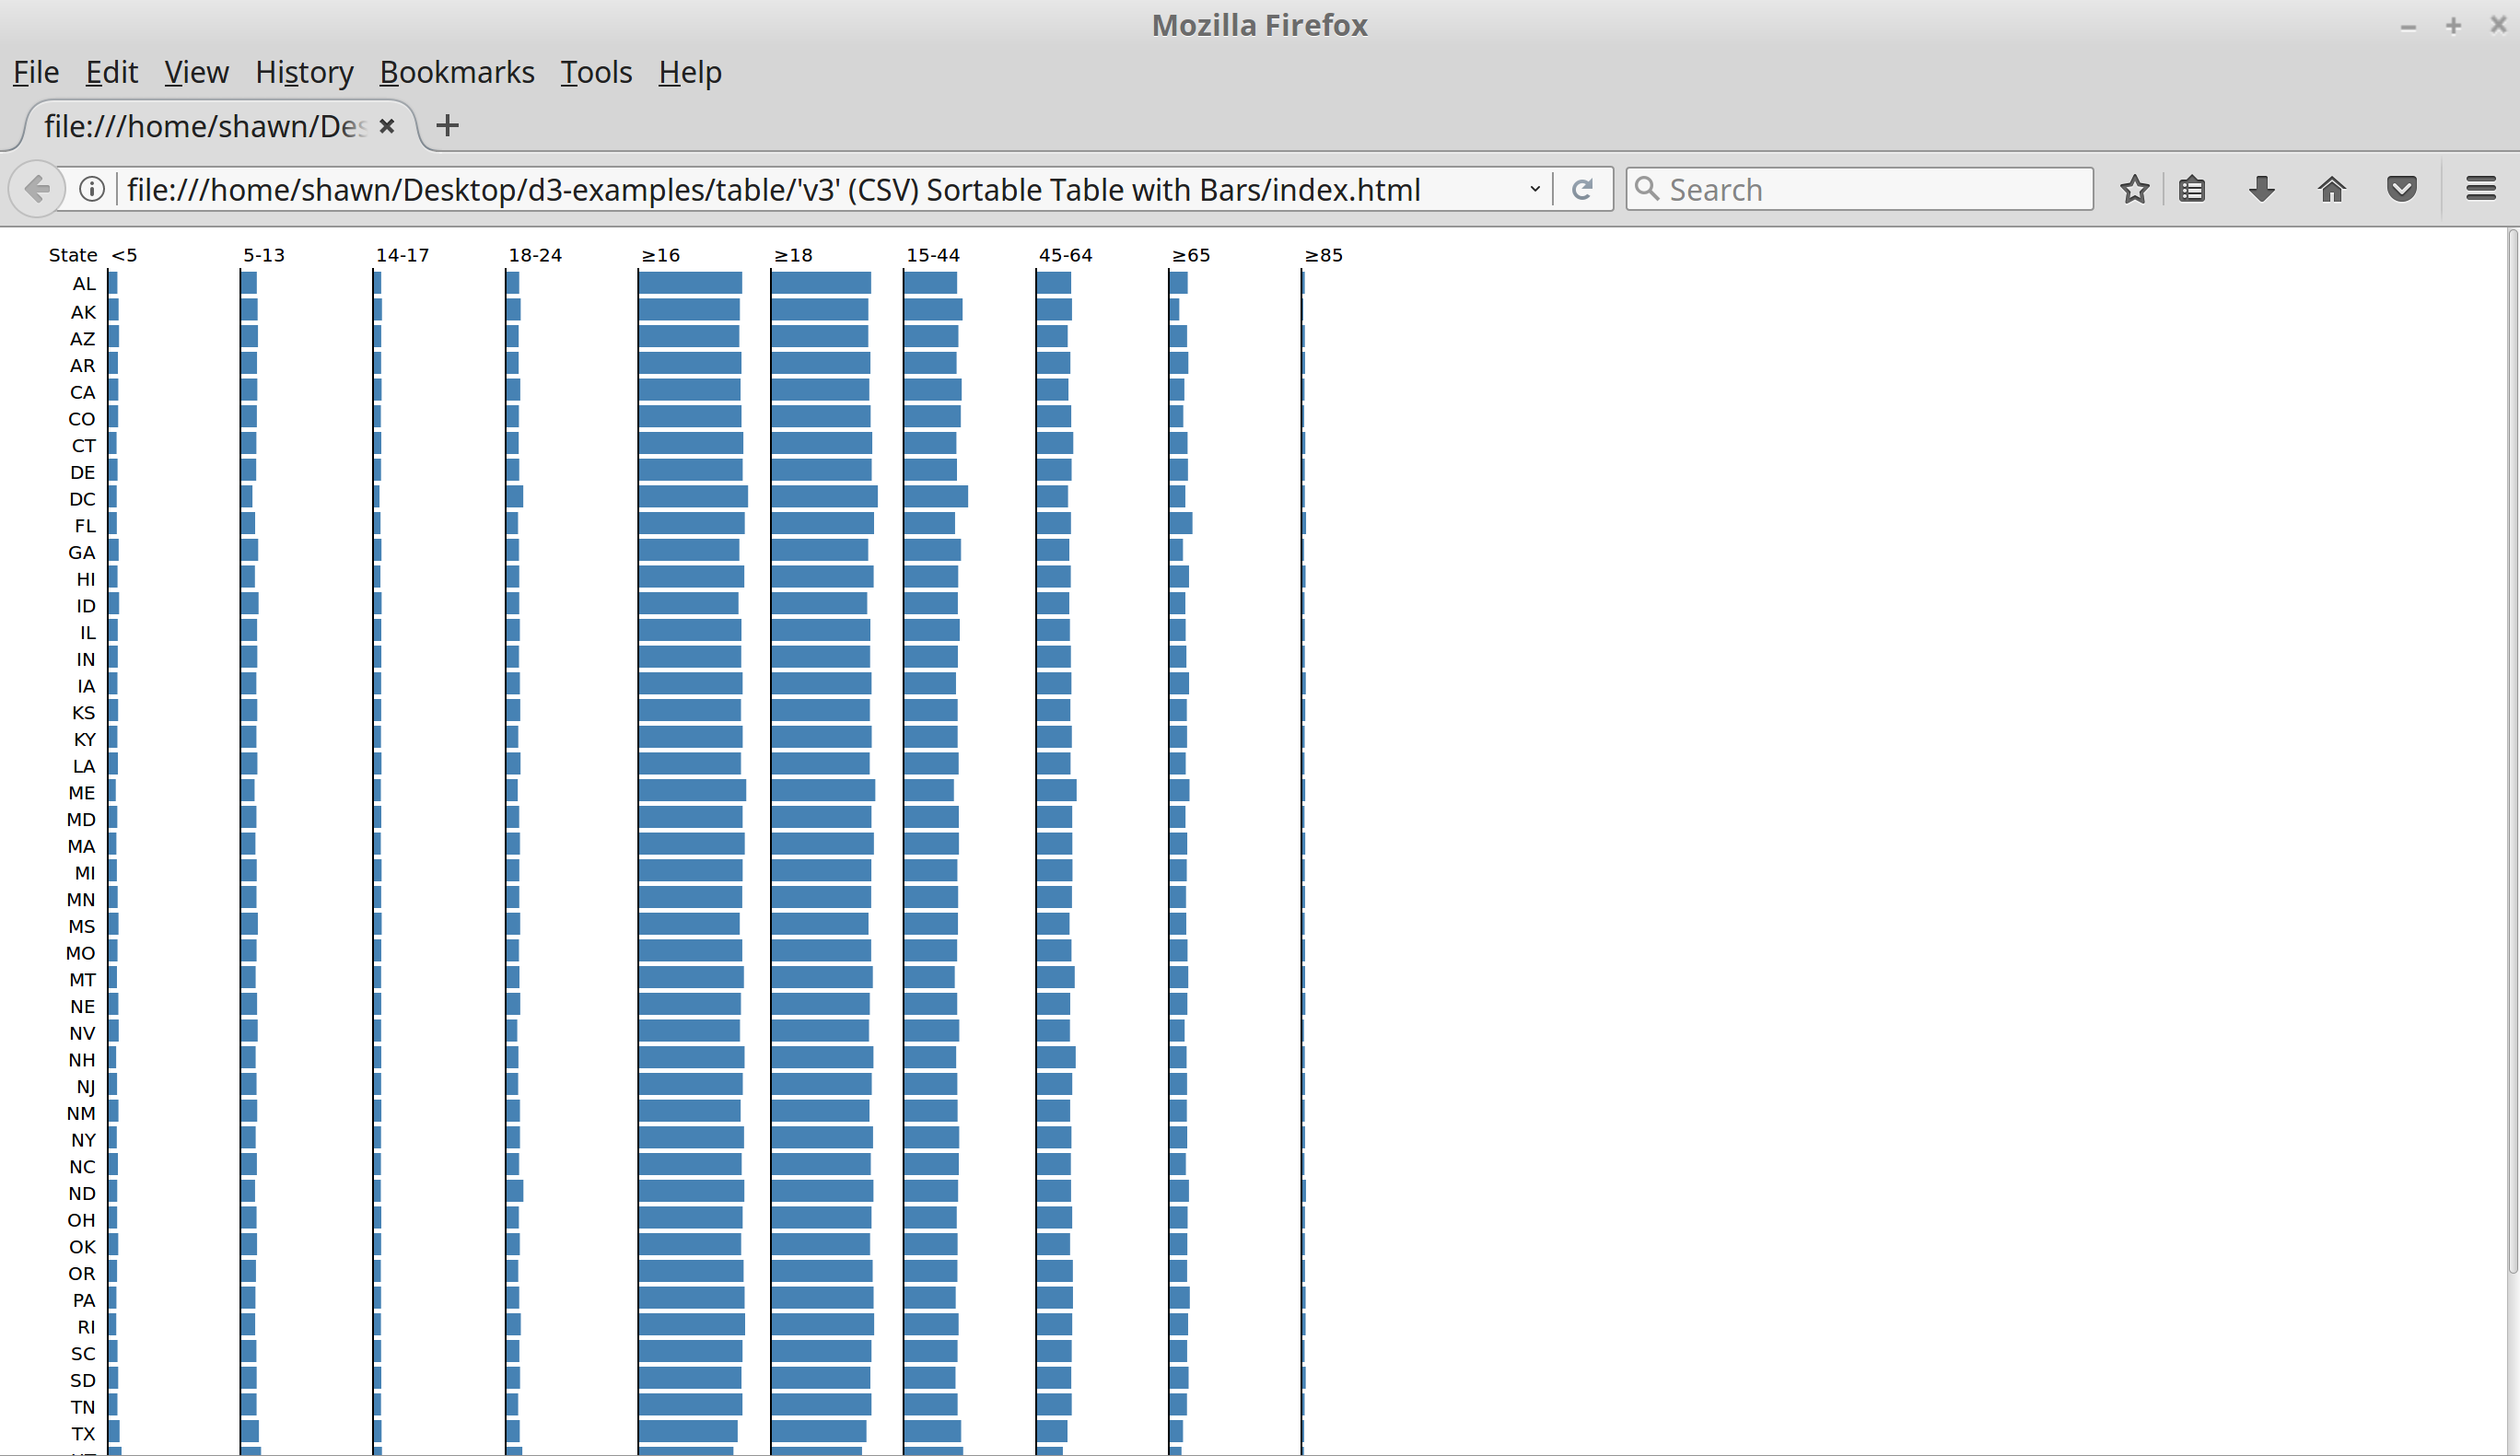 Mozilla Firefox
File Edit View History Bookmarks Tools Help
file:///home/shawn/Des
file:///home/shawn/Desktop/d3-examples/table/'v3' (CSV) Sortable Table with Bars/index.html Search
State <5 5-13 14-17 18-24 ≥16 ≥18 15-44 45-64 ≥65 ≥85
AL
AK
AZ
AR
CA
CO
CT
DE
DC
FL
GA
HI
ID
IL
IN
IA
KS
KY
LA
ME
MD
MA
MI
MN
MS
MO
MT
NE
NV
NH
NJ
NM
NY
NC
ND
OH
OK
OR
PA
RI
SC
SD
TN
TX